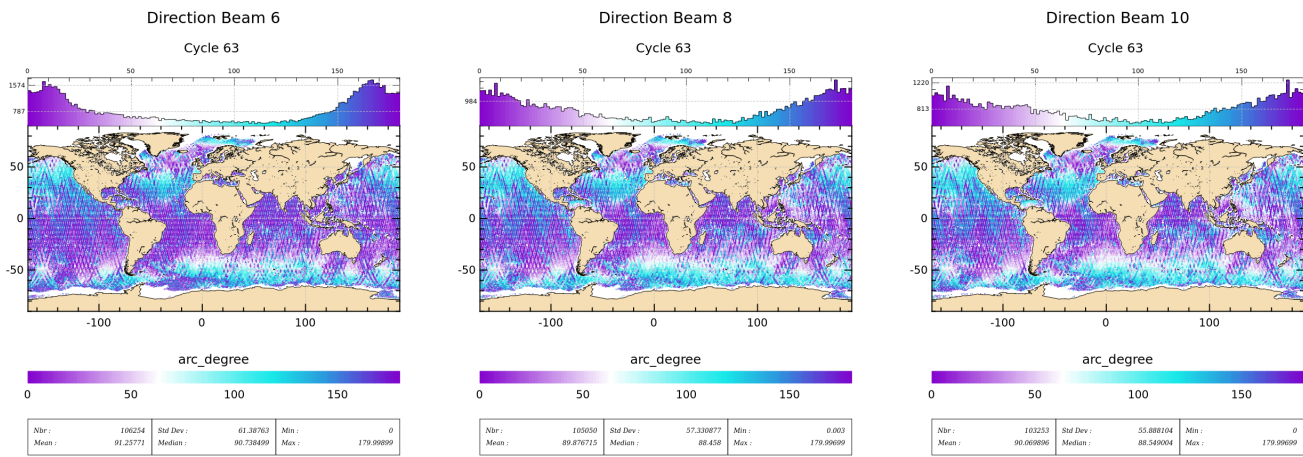 Direction Beam 6
Cycle 63
0 50 100 150
1574
787
50
0
-50
-100 0 100
arc_degree
0 50 100 150
Nbr : 106254 Std Dev : 61.38763 Min : 0
Mean : 91.25771 Median : 90.738499 Max : 179.99899
Direction Beam 8
Cycle 63
0 50 100 150
984
50
0
-50
-100 0 100
arc_degree
0 50 100 150
Nbr : 105050 Std Dev : 57.330877 Min : 0.003
Mean : 89.876715 Median : 88.458 Max : 179.99699
Direction Beam 10
Cycle 63
0 50 100 150
1220
813
50
0
-50
-100 0 100
arc_degree
0 50 100 150
Nbr : 103253 Std Dev : 55.888104 Min : 0
Mean : 90.069896 Median : 88.549004 Max : 179.99699